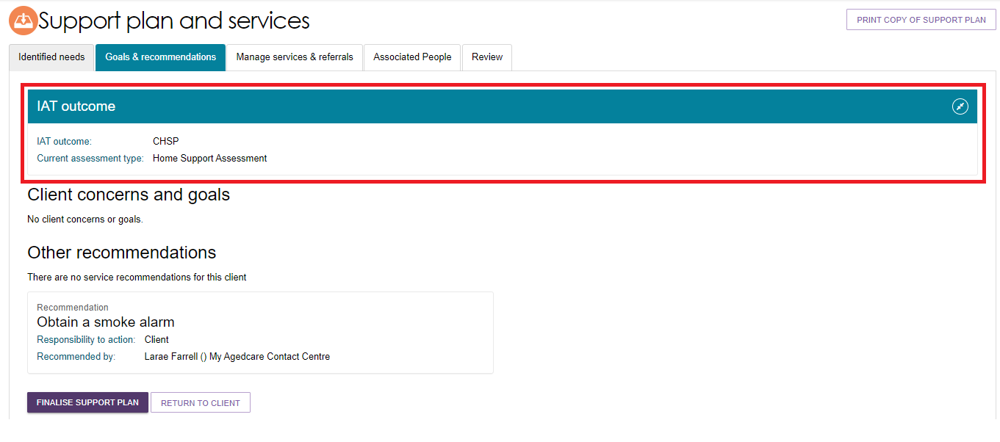 Support plan and services
PRINT COPY OF SUPPORT PLAN
Identified needs
Goals & recommendations
Manage services & referrals
Associated People
Review
IAT outcome
IAT outcome: CHSP
Current assessment type: Home Support Assessment
Client concerns and goals
No client concerns or goals.
Other recommendations
There are no service recommendations for this client
Recommendation
Obtain a smoke alarm
Responsibility to action: Client
Recommended by: Larae Farrell () My Agedcare Contact Centre
FINALISE SUPPORT PLAN
RETURN TO CLIENT